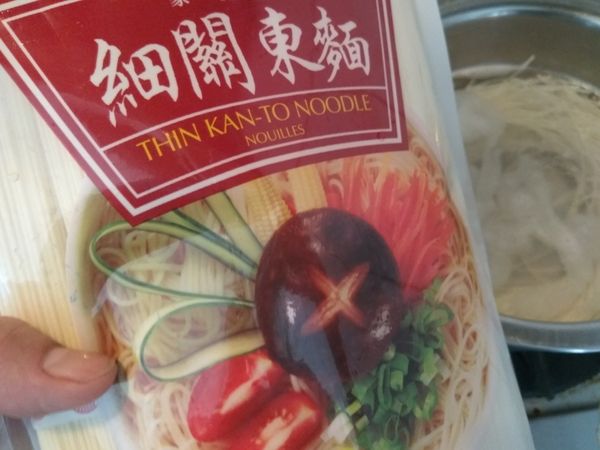 細關東麵
THIN KAN-TO NOODLE
NOUILLES